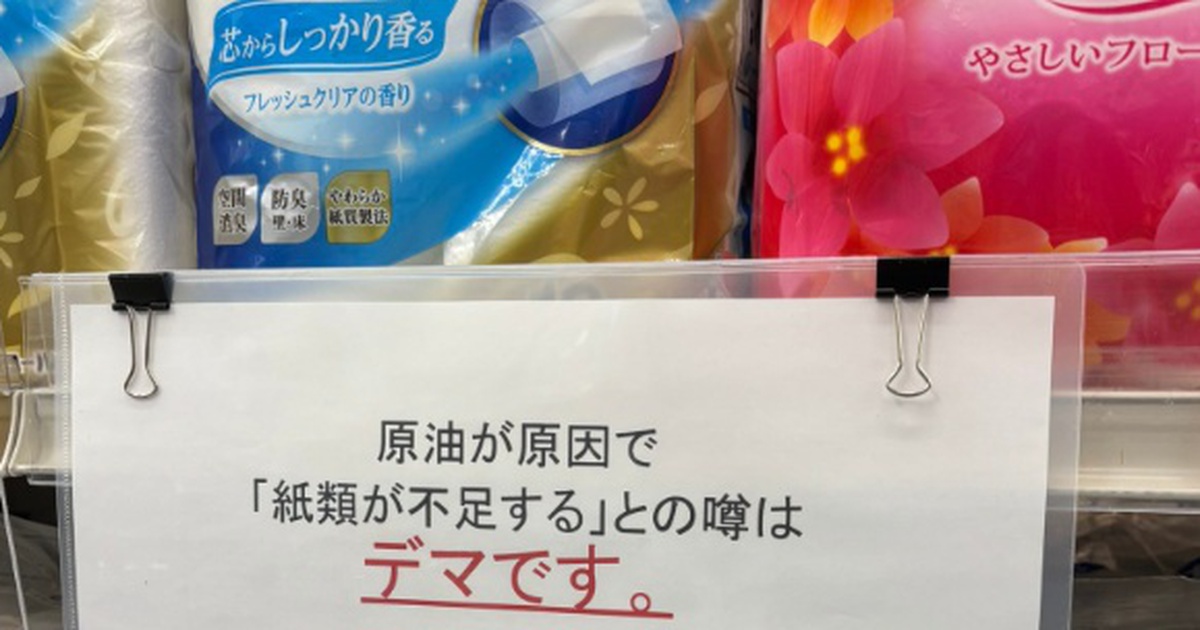 芯からしっかり香る
フレッシュクリアの香り
空間
消臭
防臭
壁・床
やわらか
紙質製法
やさしいフロー
原油が原因で
「紙類が不足する」との噂は
デマです。